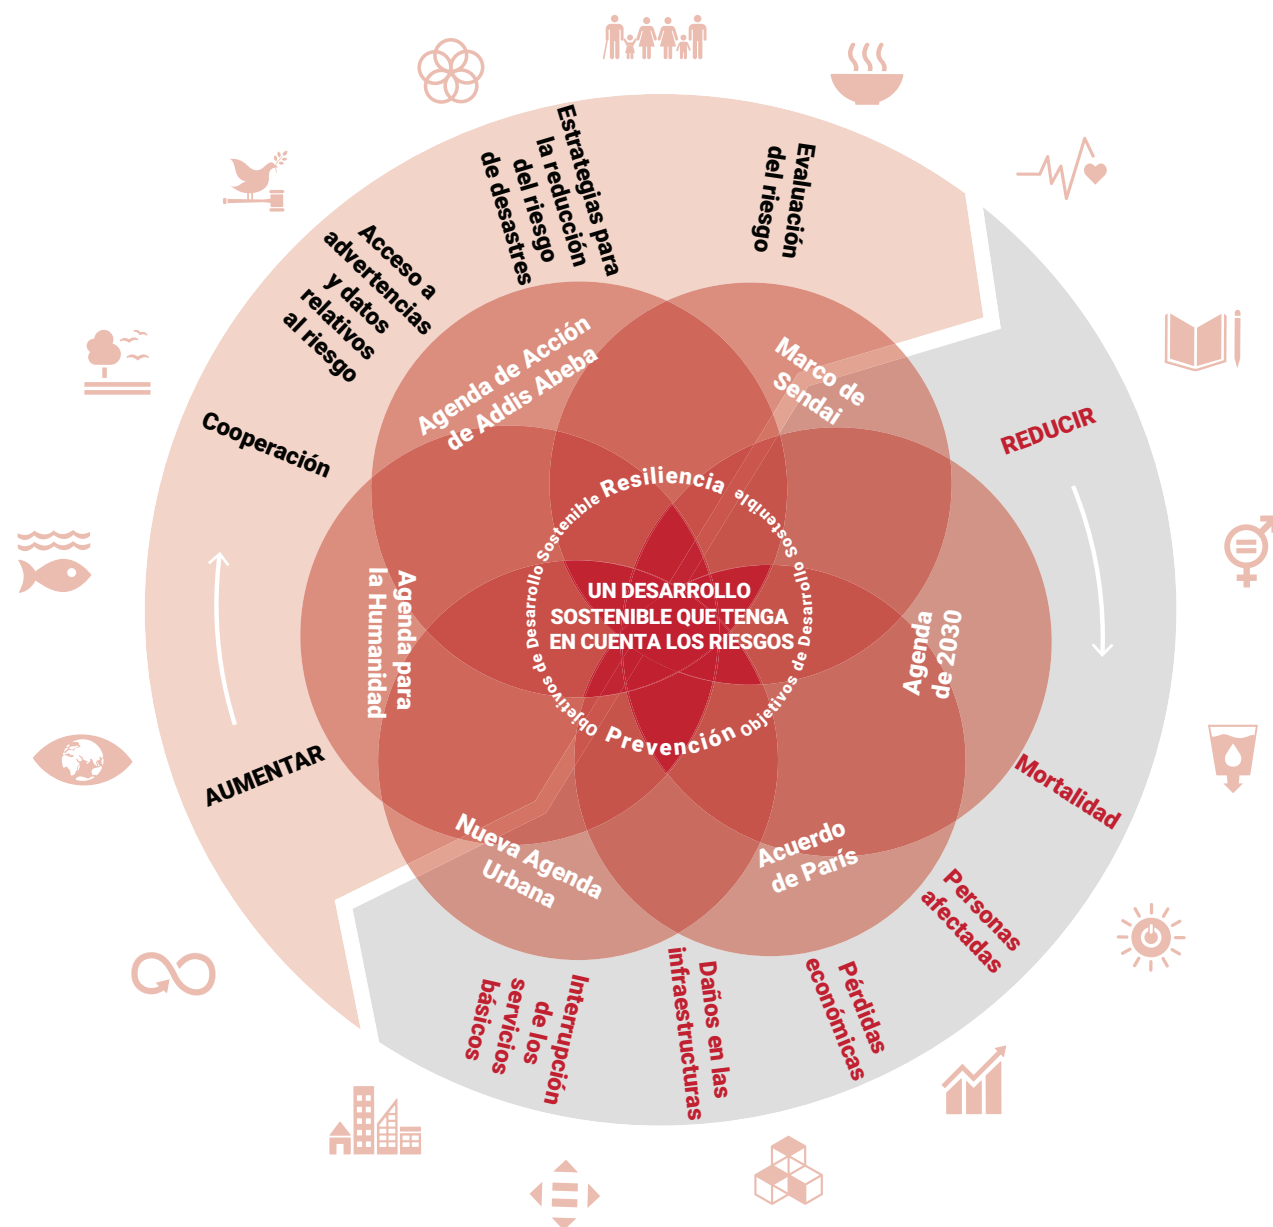 Estrategias para
la reducción
del riesgo
de desastres
Evaluación
del riesgo
Acceso a
advertencias
y datos
relativos
al riesgo
Cooperación
AUMENTAR
REDUCIR
Mortalidad
Personas
afectadas
Pérdidas
económicas
Daños en las
infraestructuras
Interrupción
de los
servicios
básicos
Agenda de Acción
de Addis Abeba
Marco de
Sendai
Agenda para
la Humanidad
Agenda
de 2030
Nueva Agenda
Urbana
Acuerdo
de París
Resiliencia
Objetivos de Desarrollo Sostenible
Objetivos de Desarrollo Sostenible
Prevención
UN DESARROLLO
SOSTENIBLE QUE TENGA
EN CUENTA LOS RIESGOS